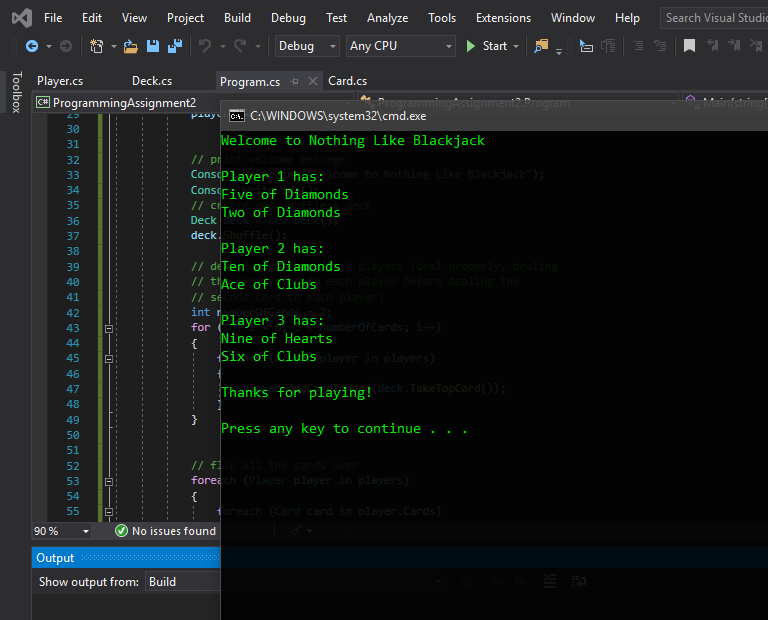 File Edit View Project Build Debug Test Analyze Tools Extensions Window Help Search Visual Studio
Debug Any CPU Start
Player.cs Deck.cs Program.cs Card.cs
Toolbox
C# ProgrammingAssignment2 ProgrammingAssignment2.Program Main(string[
C:\WINDOWS\system32\cmd.exe
Welcome to Nothing Like Blackjack
Player 1 has:
Five of Diamonds
Two of Diamonds
Player 2 has:
Ten of Diamonds
Ace of Clubs
Player 3 has:
Nine of Hearts
Six of Clubs
Thanks for playing!
Press any key to continue . . .
29 playe
30
31
32 // print welcome message
33 Conso lcome to Nothing Like Blackjack");
34 Conso
35 // cr deck
36 Deck
37 deck.Shuffle();
38
39 // de players (deal properly, dealing
40 // th each player before dealing the
41 // second card to each player)
42 int numberOfCards
43 for ( numberOfCards; i++)
44 {
45 f player in players)
46 {
47 (deck.TakeTopCard());
48 }
49 }
50
51
52 // flip all the cards over
53 foreach (Player player in players)
54 {
55 foreach (Card card in player.Cards)
90 % No issues found
Output
Show output from: Build